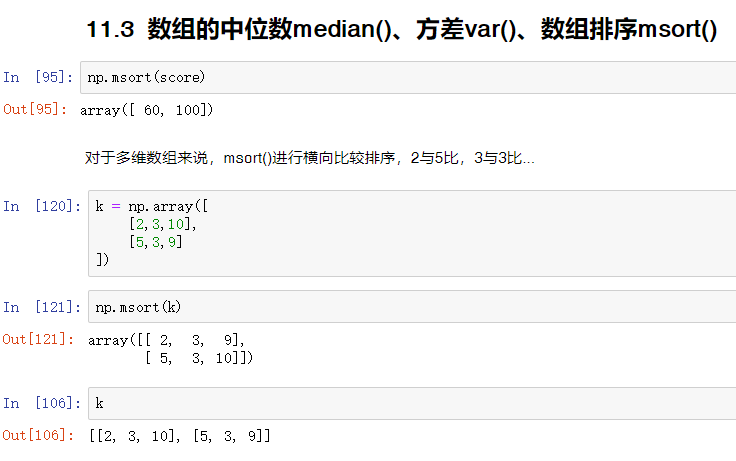 11.3 数组的中位数median()、方差var()、数组排序msort()
In [95]: np.msort(score)
Out[95]: array([ 60, 100])
对于多维数组来说，msort()进行横向比较排序，2与5比，3与3比...
In [120]: k = np.array([
[2,3,10],
[5,3,9]
])
In [121]: np.msort(k)
Out[121]: array([[ 2,  3,  9],
[ 5,  3, 10]])
In [106]: k
Out[106]: [[2, 3, 10], [5, 3, 9]]